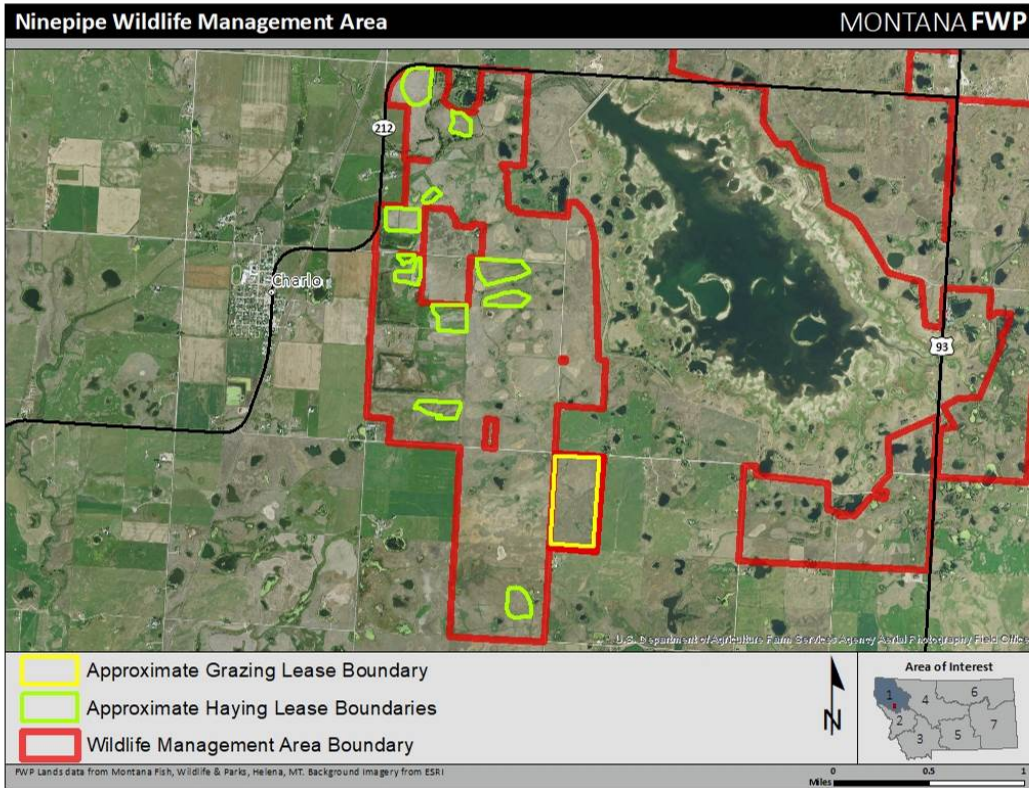 Ninepipe Wildlife Management Area
MONTANA FWP
212
Charlo
93
U.S. Department of Agriculture Farm Services Agency Aerial Photography Field Office
Approximate Grazing Lease Boundary
Approximate Haying Lease Boundaries
Wildlife Management Area Boundary
N
Area of Interest
1
4
6
2
7
3
5
FWP Lands data from Montana Fish, Wildlife & Parks, Helena, MT. Background Imagery from ESRI
0 0.5 1
Miles